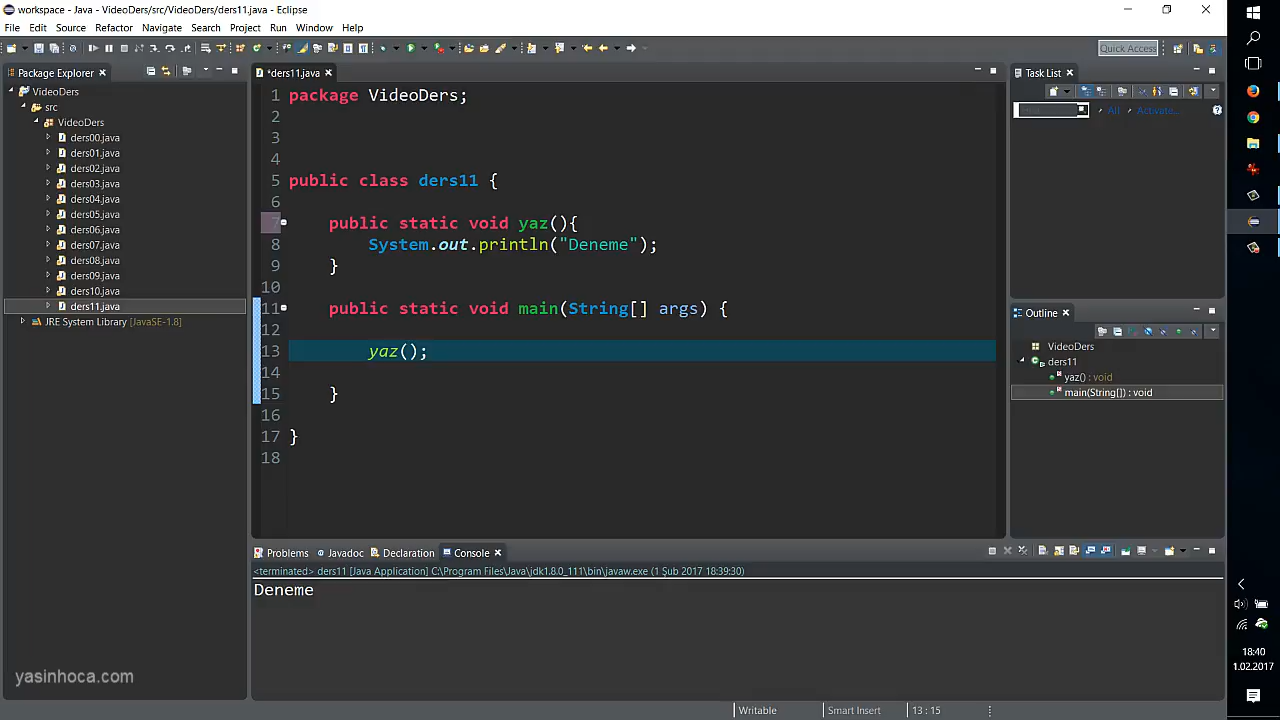 workspace - Java - VideoDers/src/VideoDers/ders11.java - Eclipse
File Edit Source Refactor Navigate Search Project Run Window Help
Quick Access
Package Explorer
VideoDers
src
VideoDers
ders00.java
ders01.java
ders02.java
ders03.java
ders04.java
ders05.java
ders06.java
ders07.java
ders08.java
ders09.java
ders10.java
ders11.java
JRE System Library [JavaSE-1.8]
*ders11.java
1 package VideoDers;
2
3
4
5 public class ders11 {
6
7 public static void yaz(){
8 System.out.println("Deneme");
9 }
10
11 public static void main(String[] args) {
12
13 yaz();
14
15 }
16
17 }
18
Task List
All Activate...
Outline
VideoDers
ders11
yaz() : void
main(String[]) : void
Problems Javadoc Declaration Console
<terminated> ders11 [Java Application] C:\Program Files\Java\jdk1.8.0_111\bin\javaw.exe (1 Şub 2017 18:39:30)
Deneme
yasinhoca.com
Writable Smart Insert 13 : 15
18:40
1.02.2017